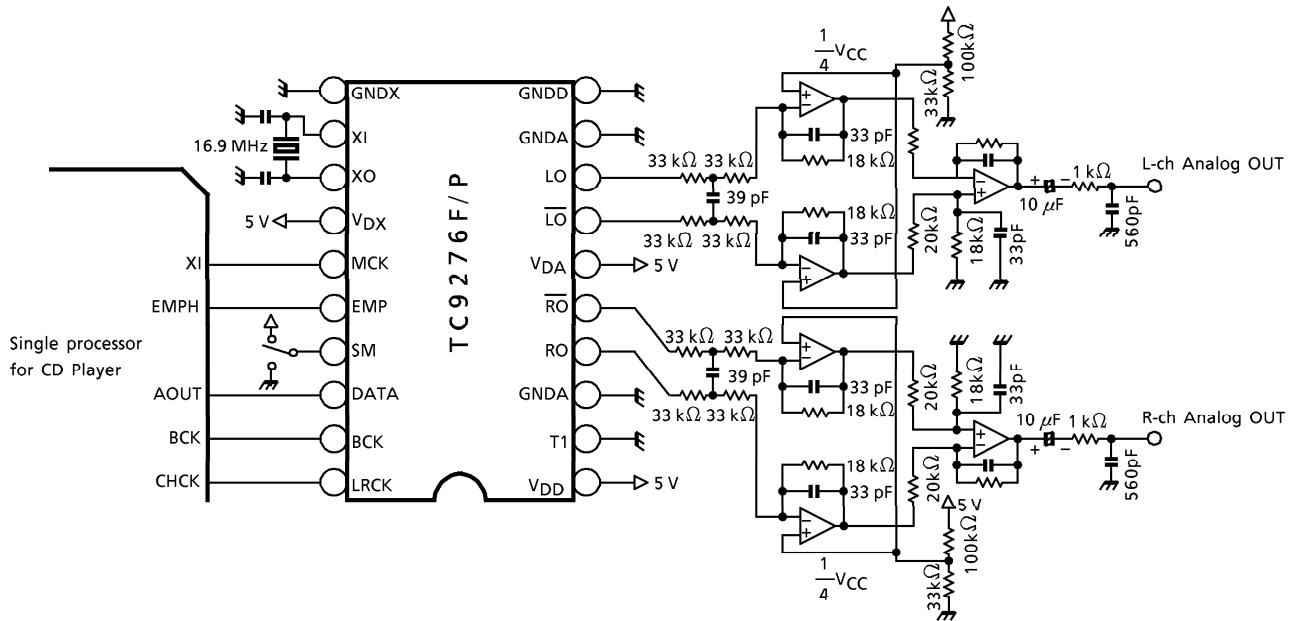 1
4
VCC
100kΩ
33kΩ
GNDX
GNDD
XI
GNDA
16.9 MHz
33 pF
18 kΩ
33 kΩ 33 kΩ
L-ch Analog OUT
XO
LO
39 pF
+ − 1 kΩ
10 μF
560pF
5 V
VDX
LO
33 kΩ 33 kΩ
18 kΩ
33 pF
20kΩ
18kΩ
33pF
XI
MCK
VDA
5 V
TC9276F/P
EMPH
EMP
RO
33 kΩ 33 kΩ
Single processor
for CD Player
SM
RO
39 pF
33 pF
18 kΩ
20kΩ
18kΩ
33pF
AOUT
DATA
GNDA
33 kΩ 33 kΩ
10 μF 1 kΩ
+ −
R-ch Analog OUT
BCK
BCK
T1
560pF
CHCK
LRCK
VDD
5 V
18 kΩ
33 pF
20kΩ
5 V
100kΩ
33kΩ
1
4
VCC